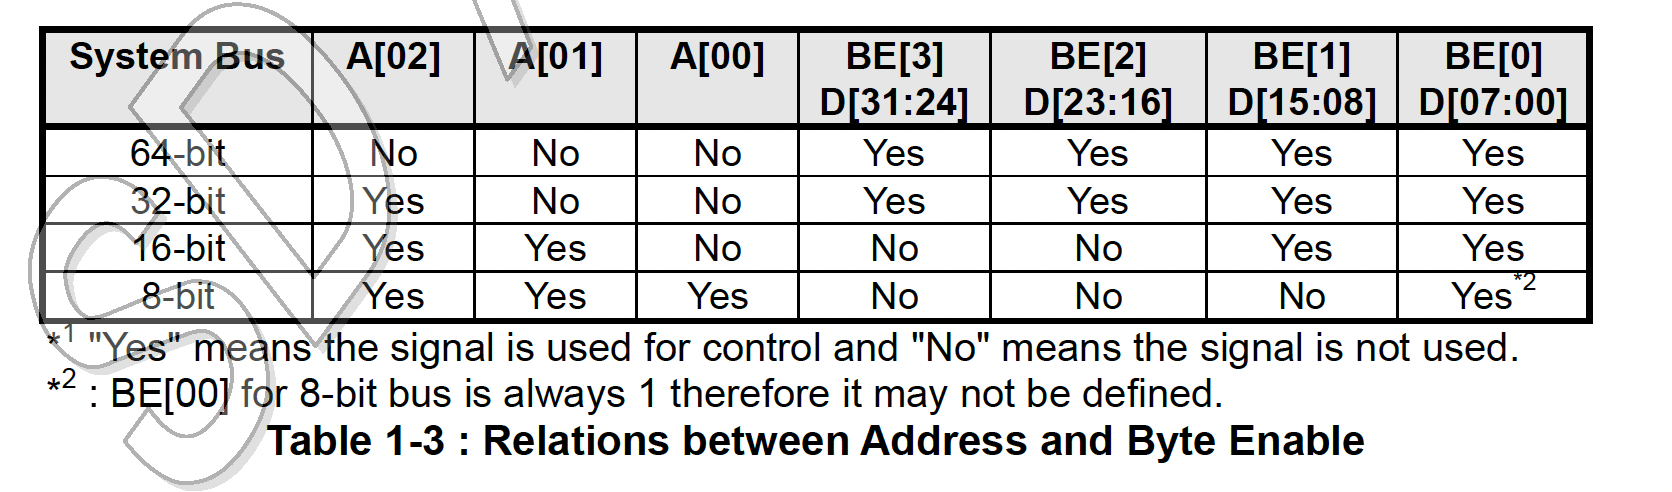 System Bus A[02] A[01] A[00] BE[3] D[31:24] BE[2] D[23:16] BE[1] D[15:08] BE[0] D[07:00]
64-bit No No No Yes Yes Yes Yes
32-bit Yes No No Yes Yes Yes Yes
16-bit Yes Yes No No No Yes Yes
8-bit Yes Yes Yes No No No Yes*2
*1 "Yes" means the signal is used for control and "No" means the signal is not used.
*2 : BE[00] for 8-bit bus is always 1 therefore it may not be defined.
Table 1-3 : Relations between Address and Byte Enable